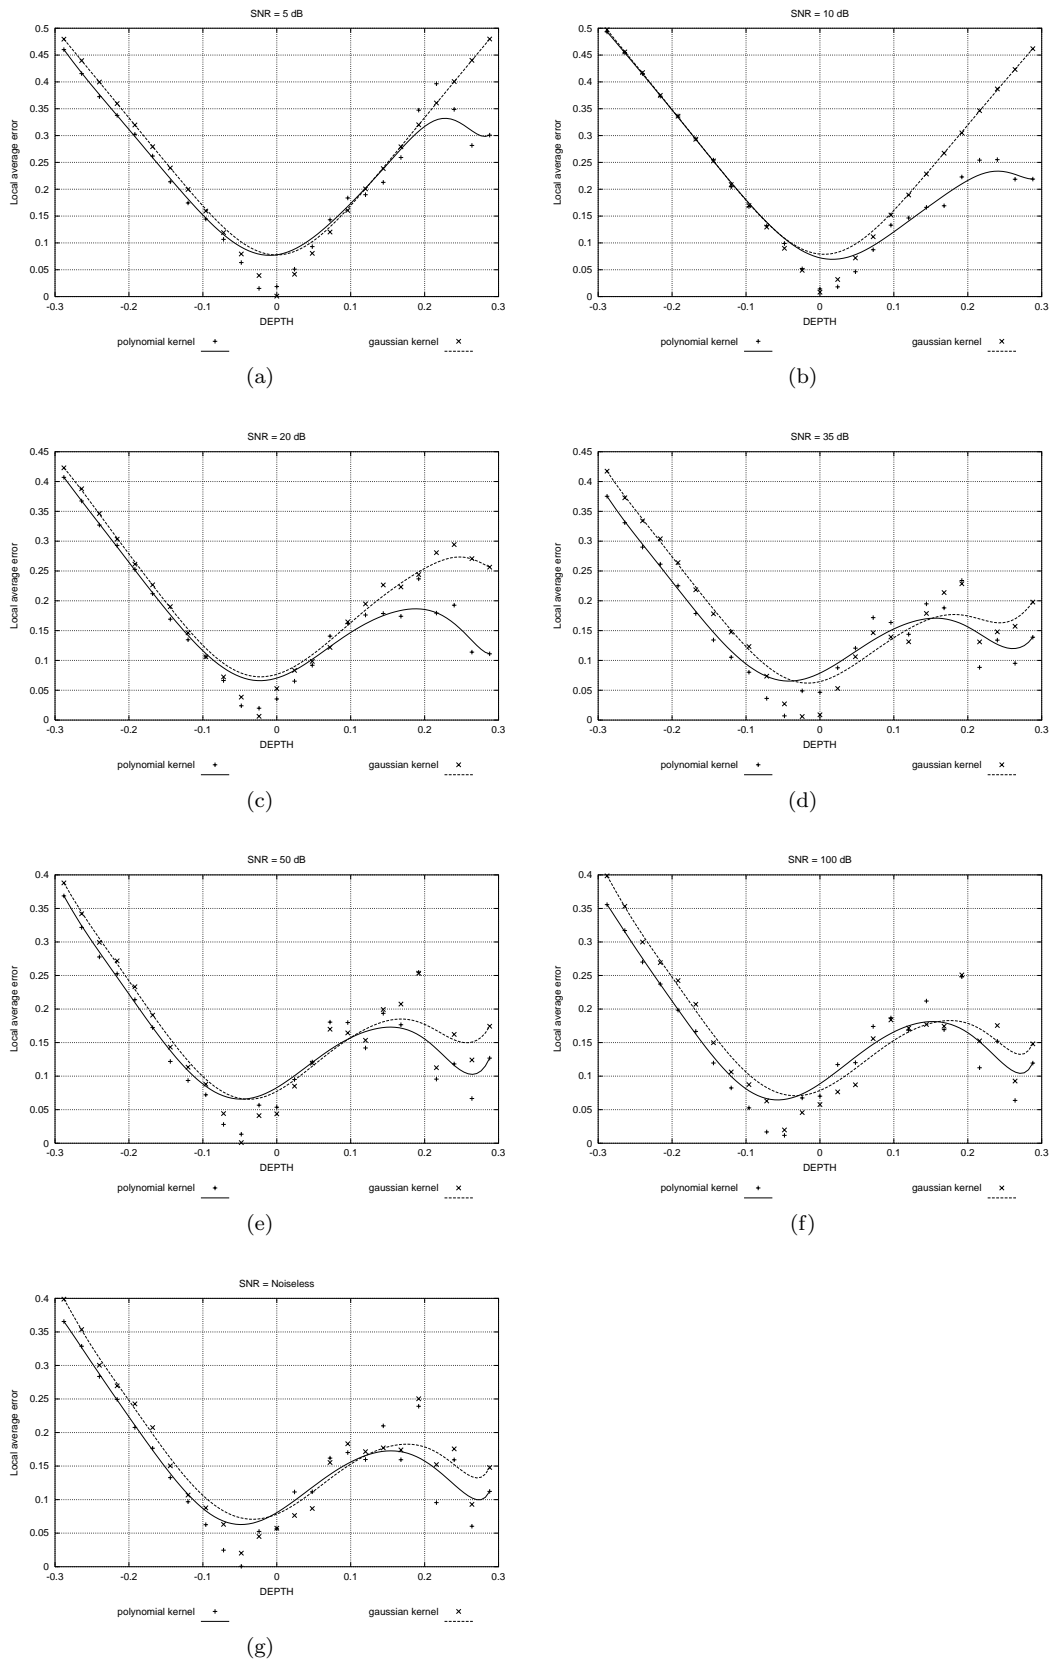 SNR = 5 dB
0.5
0.45
0.4
0.35
0.3
0.25
0.2
0.15
0.1
0.05
0
Local average error
-0.3 -0.2 -0.1 0 0.1 0.2 0.3
DEPTH
polynomial kernel gaussian kernel
(a)
SNR = 10 dB
0.5
0.45
0.4
0.35
0.3
0.25
0.2
0.15
0.1
0.05
0
Local average error
-0.3 -0.2 -0.1 0 0.1 0.2 0.3
DEPTH
polynomial kernel gaussian kernel
(b)
SNR = 20 dB
0.45
0.4
0.35
0.3
0.25
0.2
0.15
0.1
0.05
0
Local average error
-0.3 -0.2 -0.1 0 0.1 0.2 0.3
DEPTH
polynomial kernel gaussian kernel
(c)
SNR = 35 dB
0.45
0.4
0.35
0.3
0.25
0.2
0.15
0.1
0.05
0
Local average error
-0.3 -0.2 -0.1 0 0.1 0.2 0.3
DEPTH
polynomial kernel gaussian kernel
(d)
SNR = 50 dB
0.4
0.35
0.3
0.25
0.2
0.15
0.1
0.05
0
Local average error
-0.3 -0.2 -0.1 0 0.1 0.2 0.3
DEPTH
polynomial kernel gaussian kernel
(e)
SNR = 100 dB
0.4
0.35
0.3
0.25
0.2
0.15
0.1
0.05
0
Local average error
-0.3 -0.2 -0.1 0 0.1 0.2 0.3
DEPTH
polynomial kernel gaussian kernel
(f)
SNR = Noiseless
0.4
0.35
0.3
0.25
0.2
0.15
0.1
0.05
0
Local average error
-0.3 -0.2 -0.1 0 0.1 0.2 0.3
DEPTH
polynomial kernel gaussian kernel
(g)